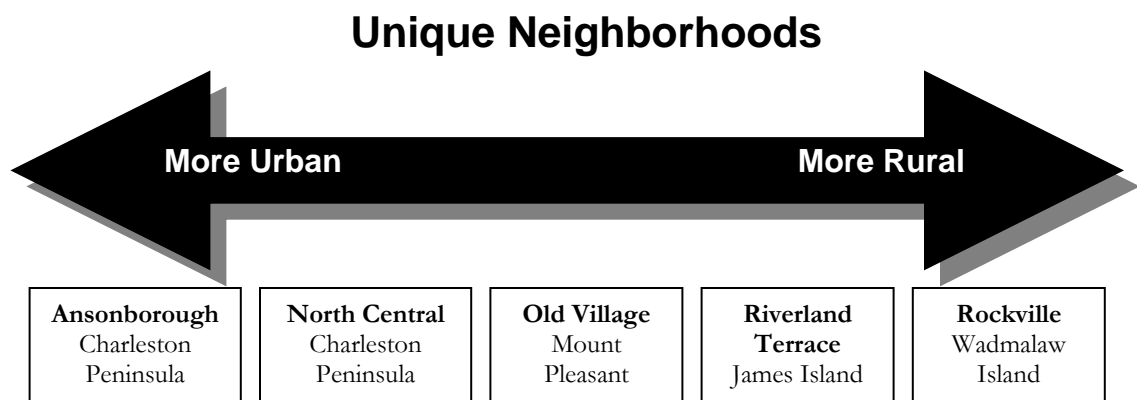 Unique Neighborhoods
More Urban
More Rural
Ansonborough
Charleston
Peninsula
North Central
Charleston
Peninsula
Old Village
Mount
Pleasant
Riverland
Terrace
James Island
Rockville
Wadmalaw
Island